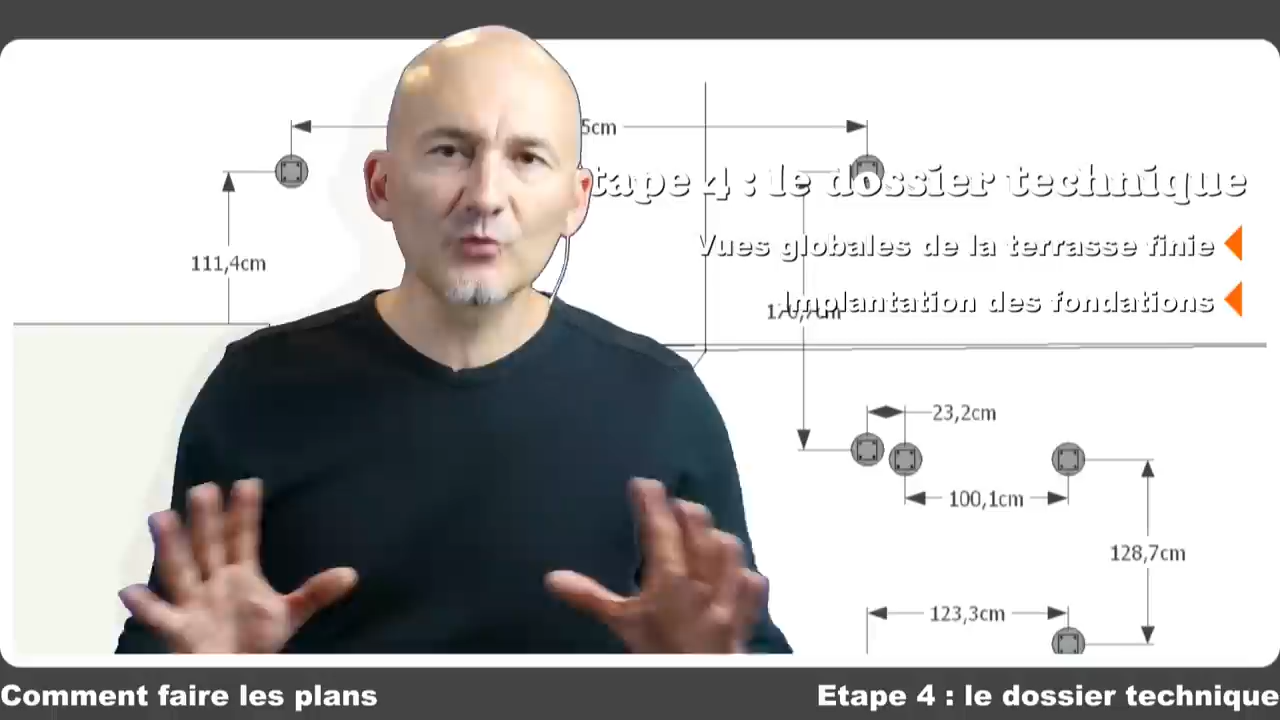 5cm
Etape 4 : le dossier technique
Vues globales de la terrasse finie
111,4cm
Implantation des fondations
23,2cm
100,1cm
128,7cm
123,3cm
Comment faire les plans
Etape 4 : le dossier technique